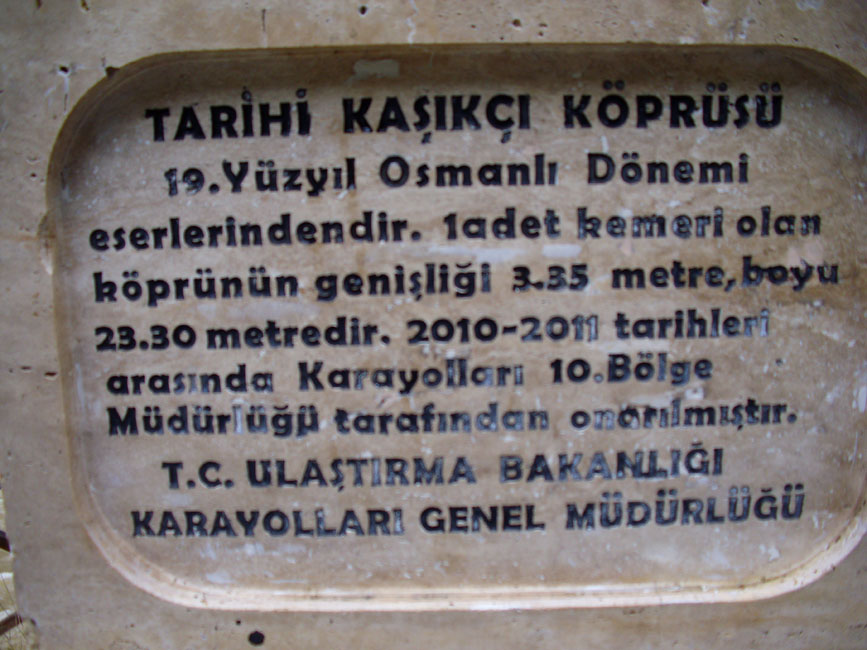 TARİHİ KAŞIKÇI KÖPRÜSÜ
19.Yüzyıl Osmanlı Dönemi
eserlerindendir. 1adet kemeri olan
köprünün genişliği 3.35 metre,boyu
23.30 metredir. 2010-2011 tarihleri
arasında Karayolları 10.Bölge
Müdürlüğü tarafından onarılmıştır.
T.C. ULAŞTIRMA BAKANLIĞI
KARAYOLLARI GENEL MÜDÜRLÜĞÜ